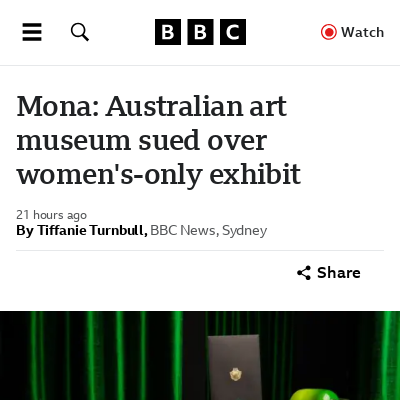 BBC
Watch
Mona: Australian art
museum sued over
women's-only exhibit
21 hours ago
By Tiffanie Turnbull, BBC News, Sydney
Share